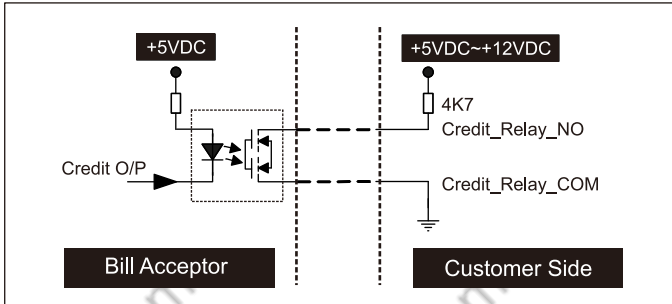 +5VDC
+5VDC~+12VDC
4K7
Credit_Relay_NO
Credit O/P
Credit_Relay_COM
Bill Acceptor
Customer Side